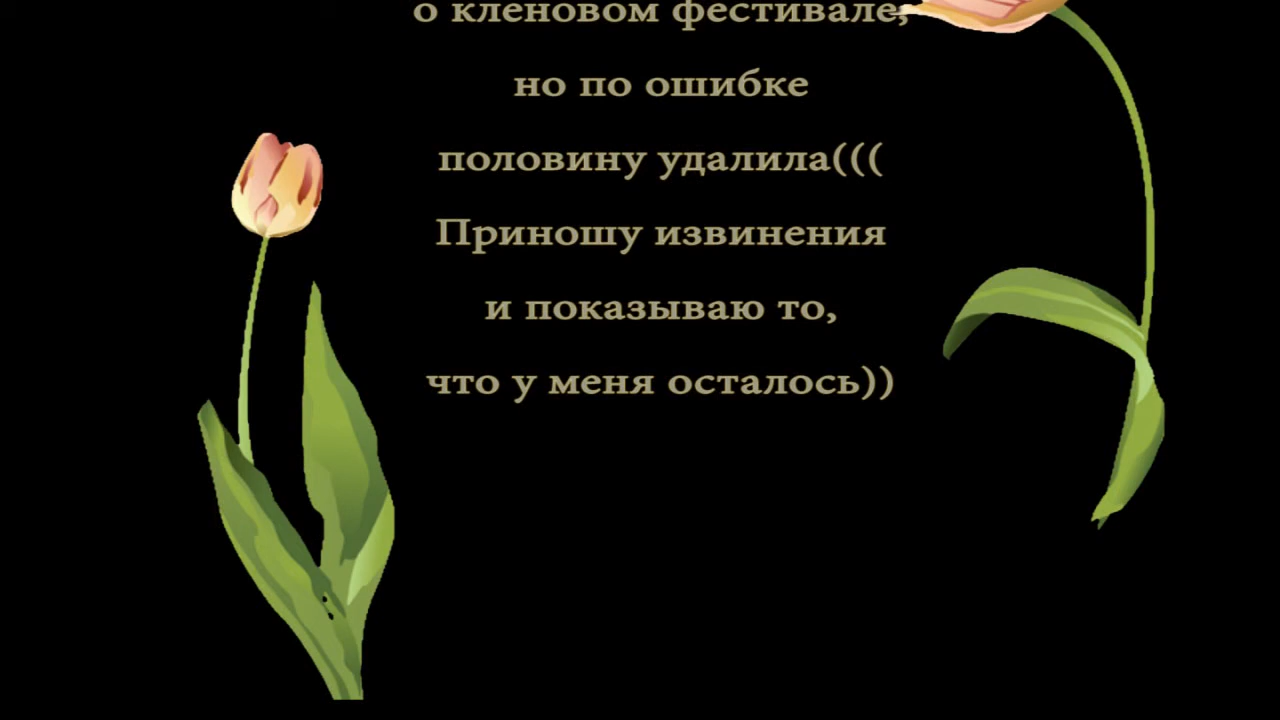 о кленовом фестивале,
но по ошибке
половину удалила(((
Приношу извинения
и показываю то,
что у меня осталось))